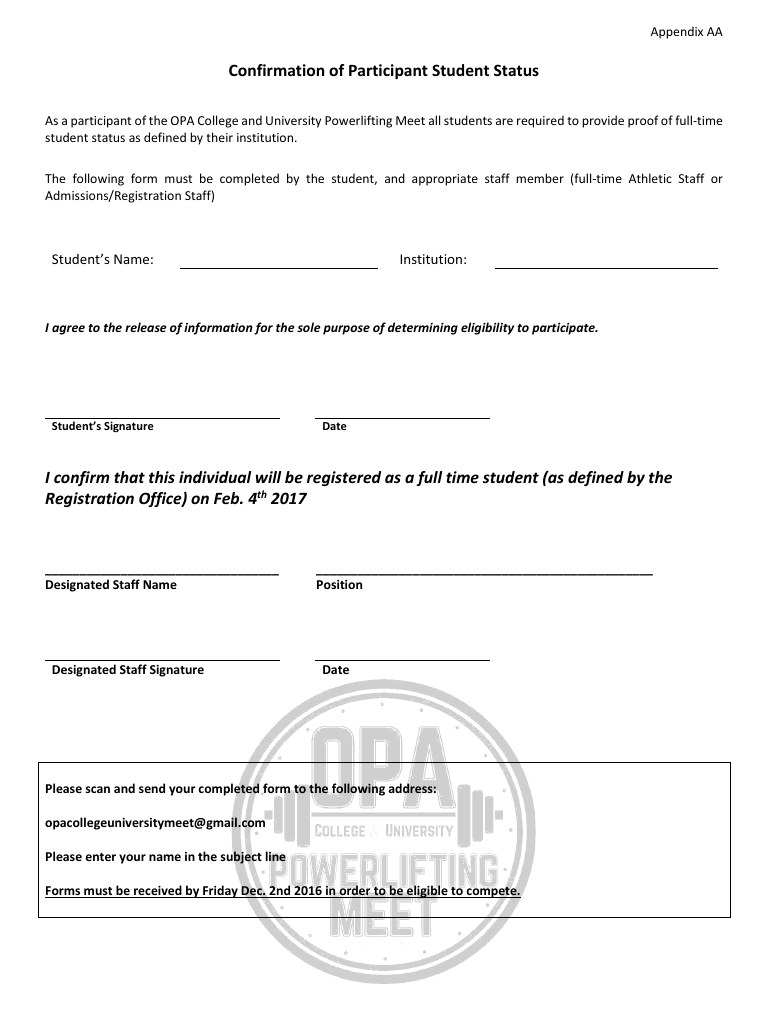 Appendix AA
Confirmation of Participant Student Status
As a participant of the OPA College and University Powerlifting Meet all students are required to provide proof of full-time
student status as defined by their institution.
The following form must be completed by the student, and appropriate staff member (full-time Athletic Staff or
Admissions/Registration Staff)
Student’s Name: Institution:
I agree to the release of information for the sole purpose of determining eligibility to participate.
Student’s Signature Date
I confirm that this individual will be registered as a full time student (as defined by the
Registration Office) on Feb. 4th 2017
Designated Staff Name Position
Designated Staff Signature Date
Please scan and send your completed form to the following address:
opacollegeuniversitymeet@gmail.com
Please enter your name in the subject line
Forms must be received by Friday Dec. 2nd 2016 in order to be eligible to compete.
OPA
COLLEGE & UNIVERSITY
POWERLIFTING
MEET